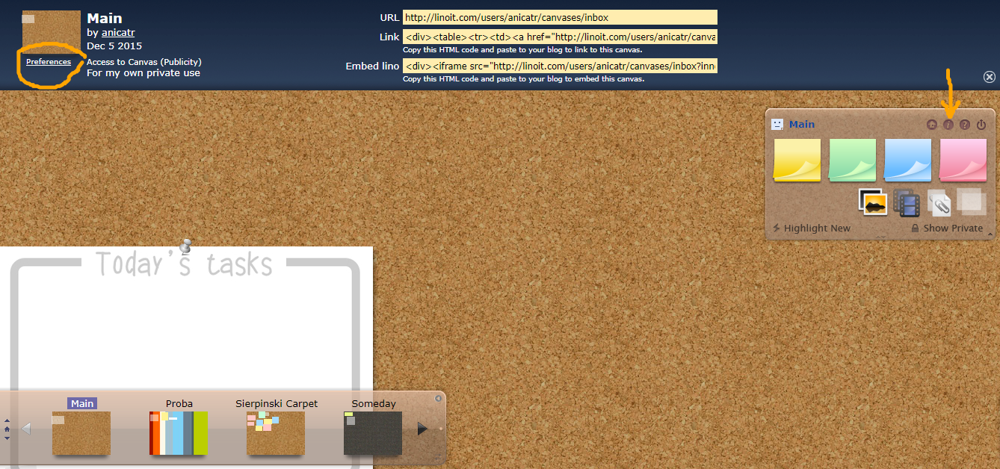 Main
by anicatr
Dec 5 2015
Preferences
Access to Canvas (Publicity)
For my own private use
URL
http://linoit.com/users/anicatr/canvases/inbox
Link
<div><table><tr><td><a href="http://linoit.com/users/anicatr/canva
Copy this HTML code and paste to your blog to link to this canvas.
Embed lino
<div><iframe src="http://linoit.com/users/anicatr/canvases/inbox?inn
Copy this HTML code and paste to your blog to embed this canvas.
Main
i ?
Highlight New
Show Private
Today's tasks
Main
Proba
Sierpinski Carpet
Someday